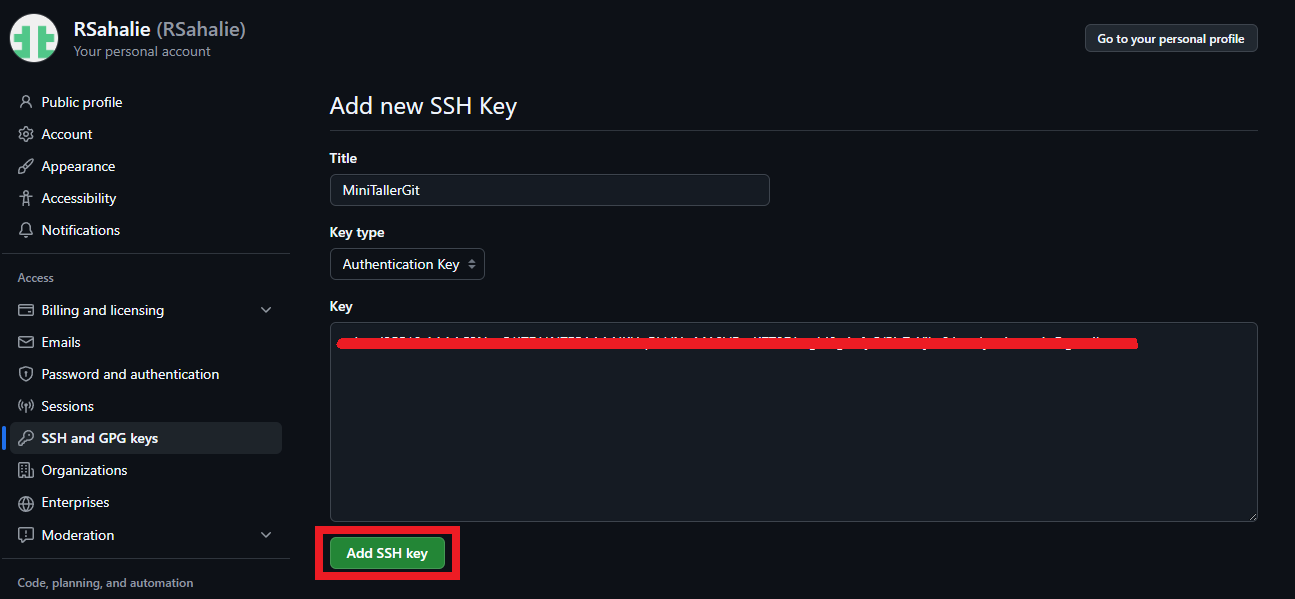 RSahalie (RSahalie)
Your personal account
Go to your personal profile
Public profile
Account
Appearance
Accessibility
Notifications
Access
Billing and licensing
Emails
Password and authentication
Sessions
SSH and GPG keys
Organizations
Enterprises
Moderation
Code, planning, and automation
Add new SSH Key
Title
MiniTallerGit
Key type
Authentication Key
Key
Add SSH key